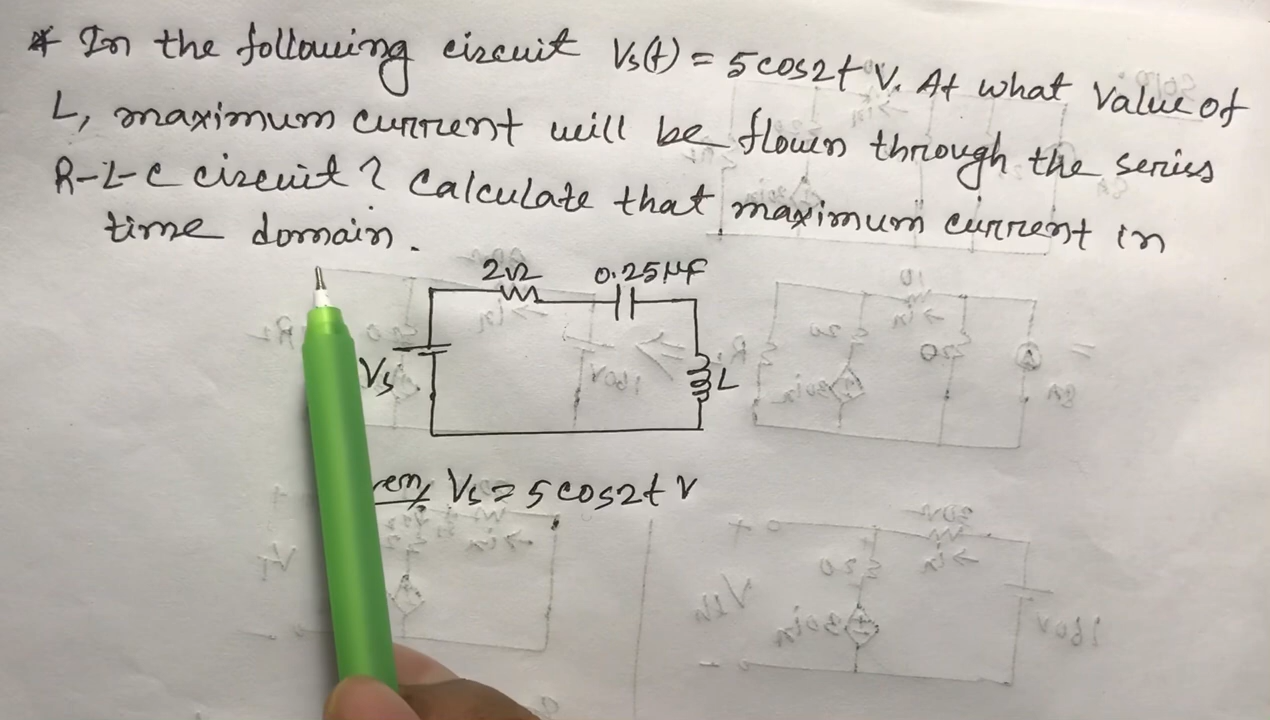 * In the following circuit Vs(t) = 5cos2t V. At what value of
L, maximum current will be flown through the series
R-L-C circuit? Calculate that maximum current in
time domain.
2Ω 0.25μF
Vs L
Vs = 5cos2t V